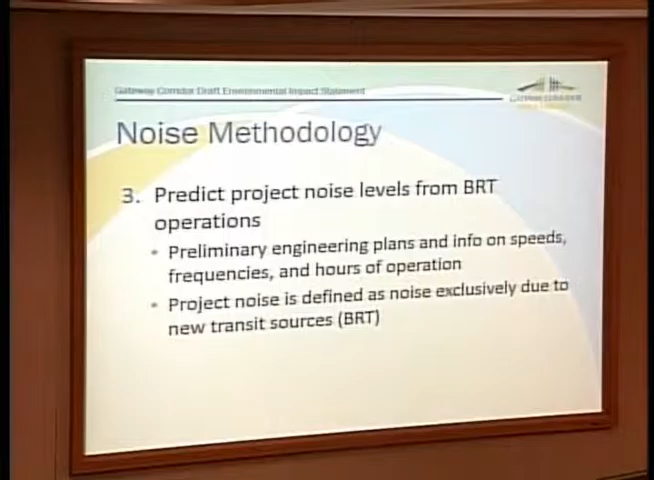 Gateway Corridor Draft Environmental Impact Statement
Noise Methodology
3. Predict project noise levels from BRT
operations
• Preliminary engineering plans and info on speeds,
frequencies, and hours of operation
• Project noise is defined as noise exclusively due to
new transit sources (BRT)